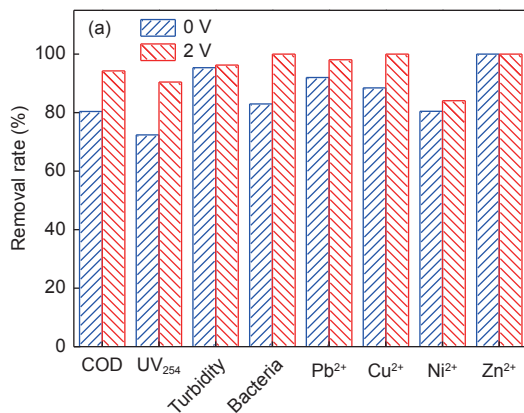 (a)
0 V
2 V
Removal rate (%)
100
80
60
40
20
0
COD
UV₂₅₄
Turbidity
Bacteria
Pb²⁺
Cu²⁺
Ni²⁺
Zn²⁺